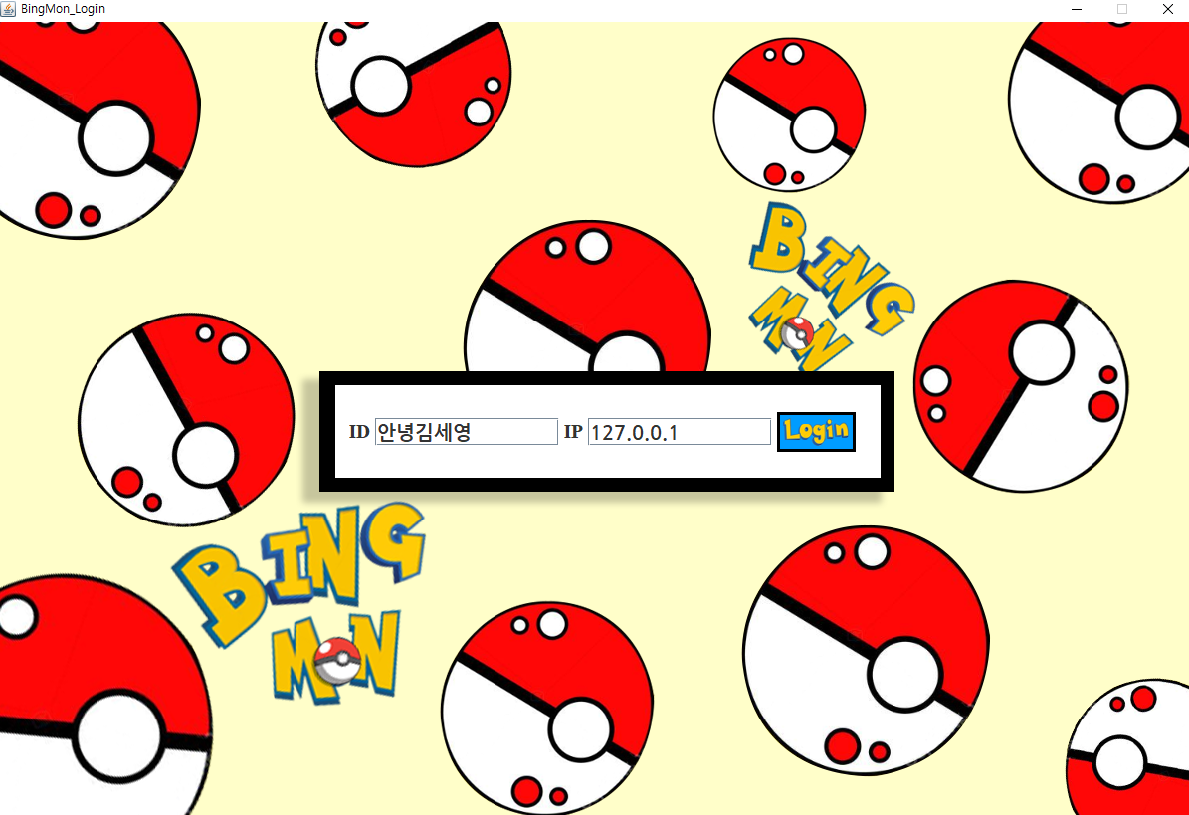 BingMon_Login
BING
MON
ID 안녕김세영 IP 127.0.0.1 Login
BING
MON